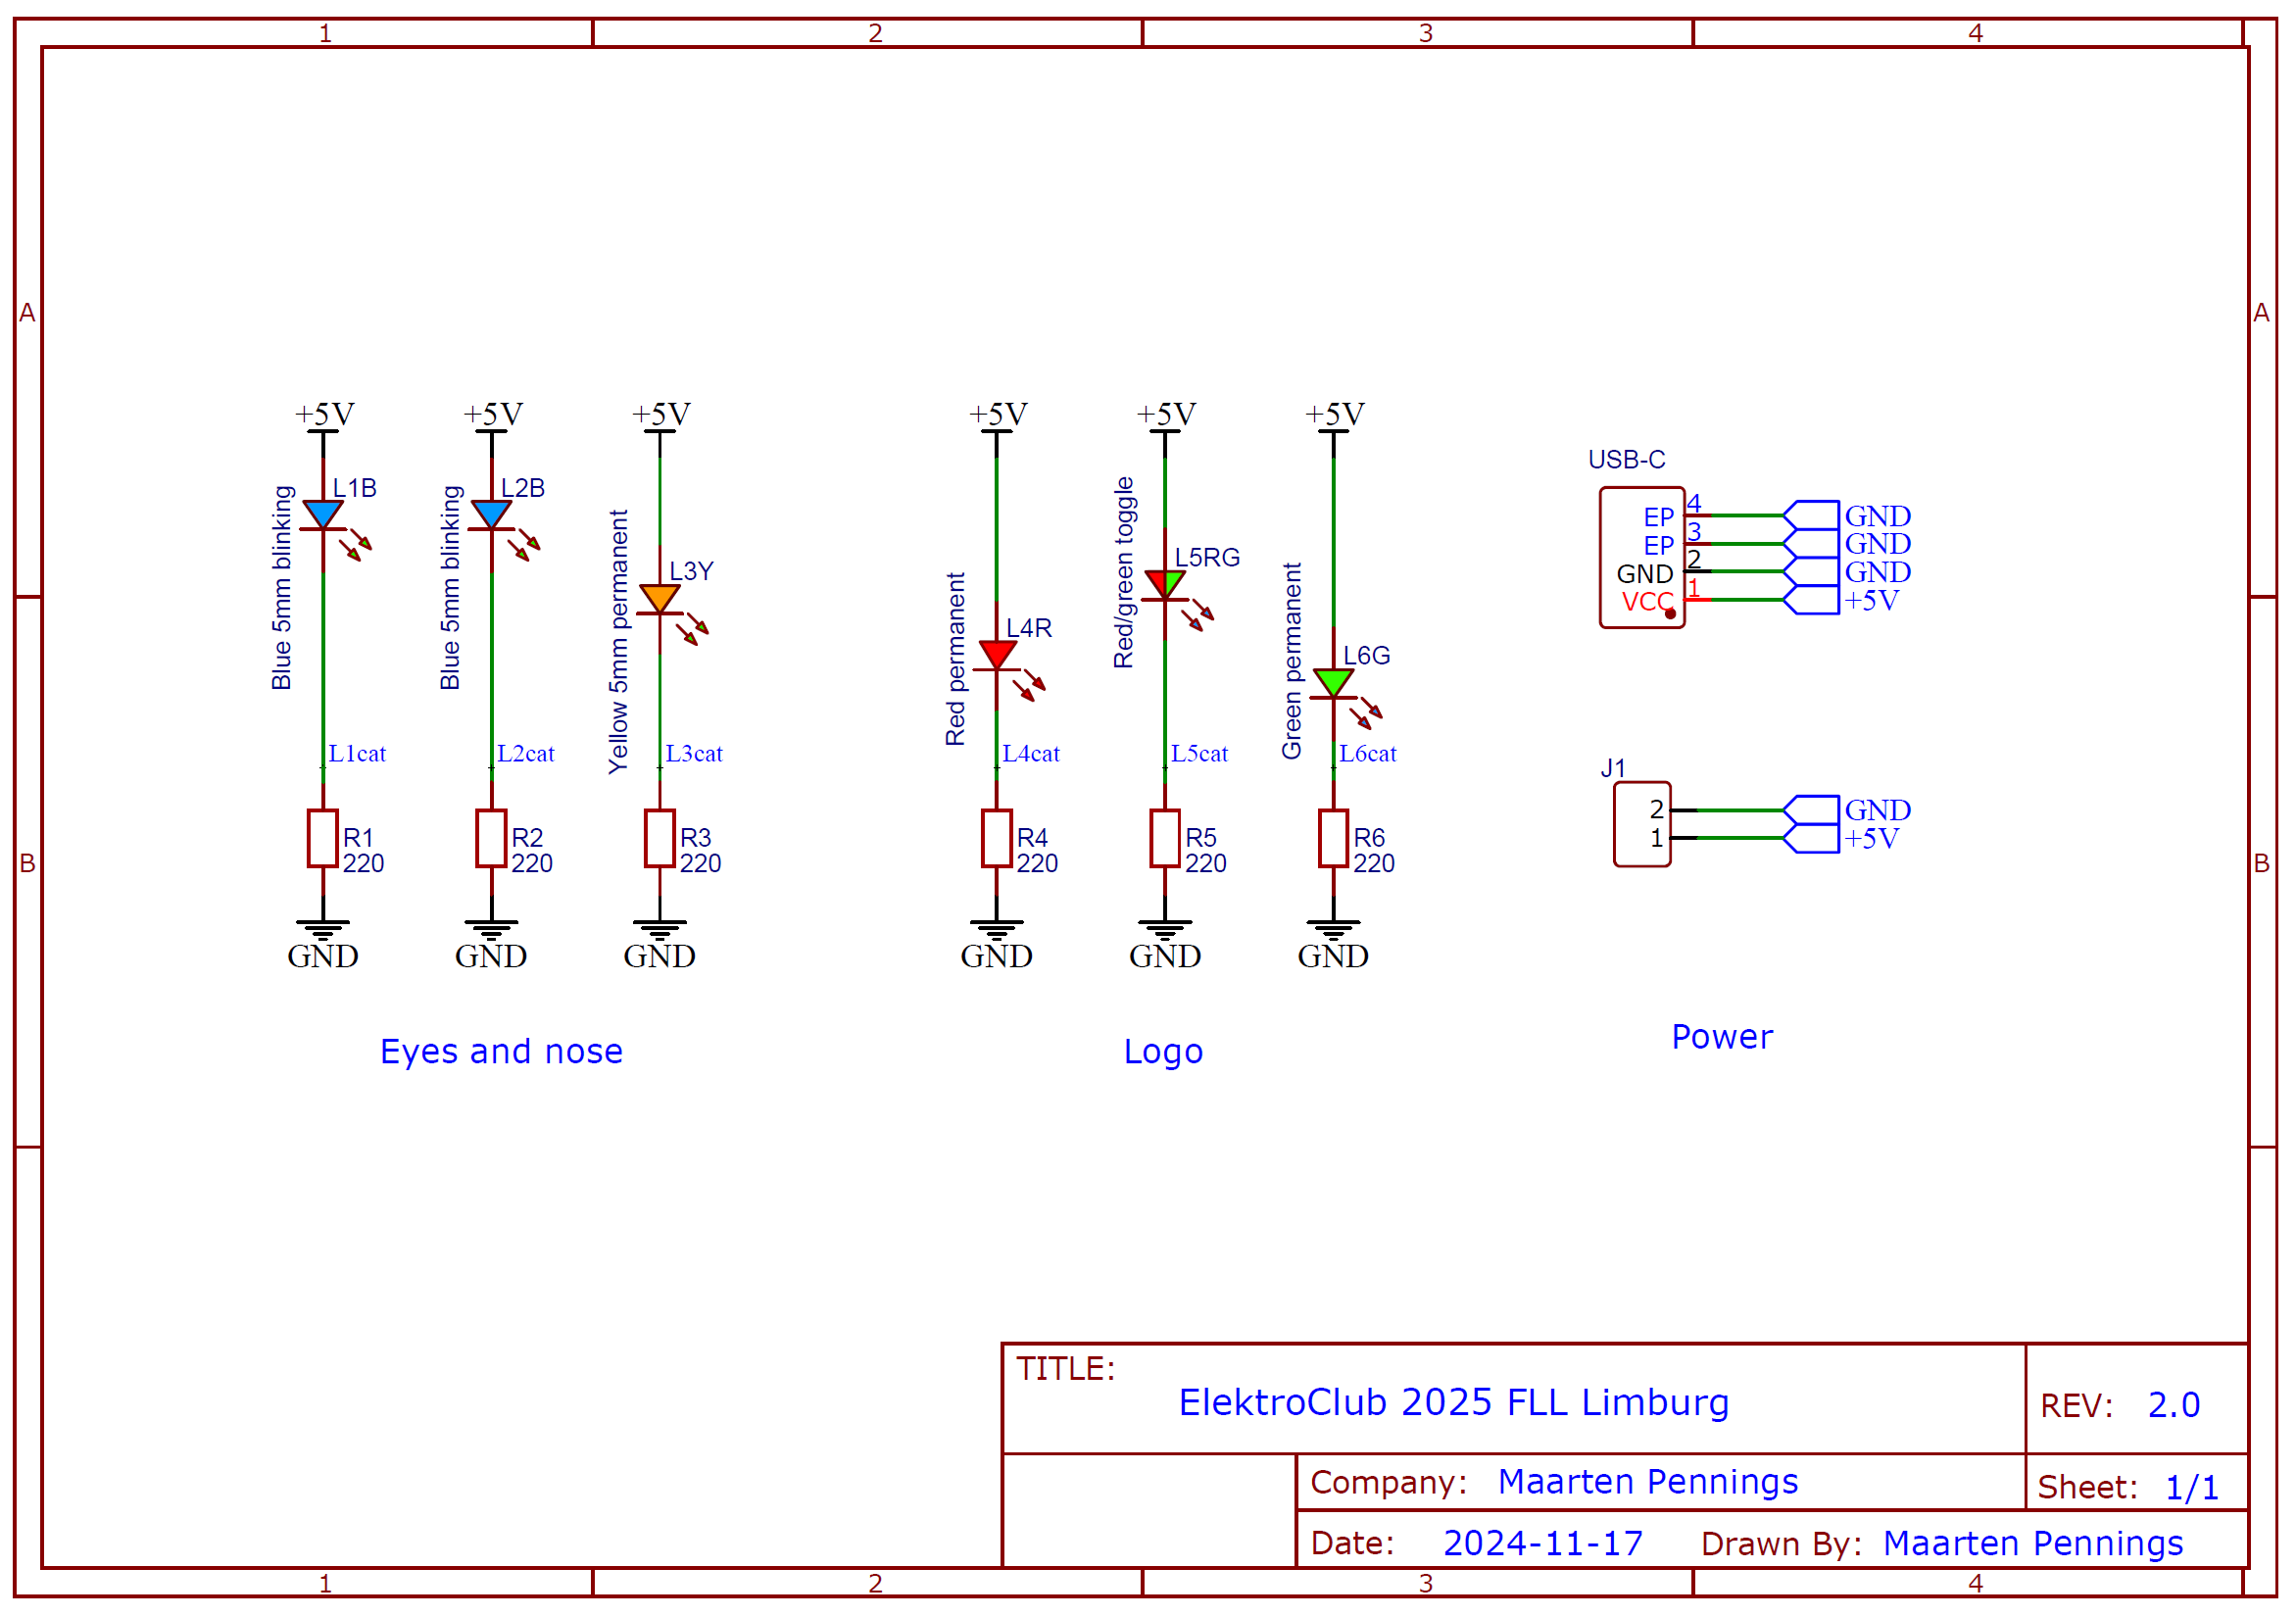 1 2 3 4
A A
+5V +5V +5V +5V +5V +5V
L1B
Blue 5mm blinking
L1cat
R1
220
GND
L2B
Blue 5mm blinking
L2cat
R2
220
GND
L3Y
Yellow 5mm permanent
L3cat
R3
220
GND
L4R
Red permanent
L4cat
R4
220
GND
L5RG
Red/green toggle
L5cat
R5
220
GND
L6G
Green permanent
L6cat
R6
220
GND
USB-C
EP 4 GND
EP 3 GND
GND 2 GND
VCC 1 +5V
J1
2 GND
1 +5V
B B
Eyes and nose
Logo
Power
TITLE:
ElektroClub 2025 FLL Limburg
REV: 2.0
Company: Maarten Pennings
Sheet: 1/1
Date: 2024-11-17 Drawn By: Maarten Pennings
1 2 3 4